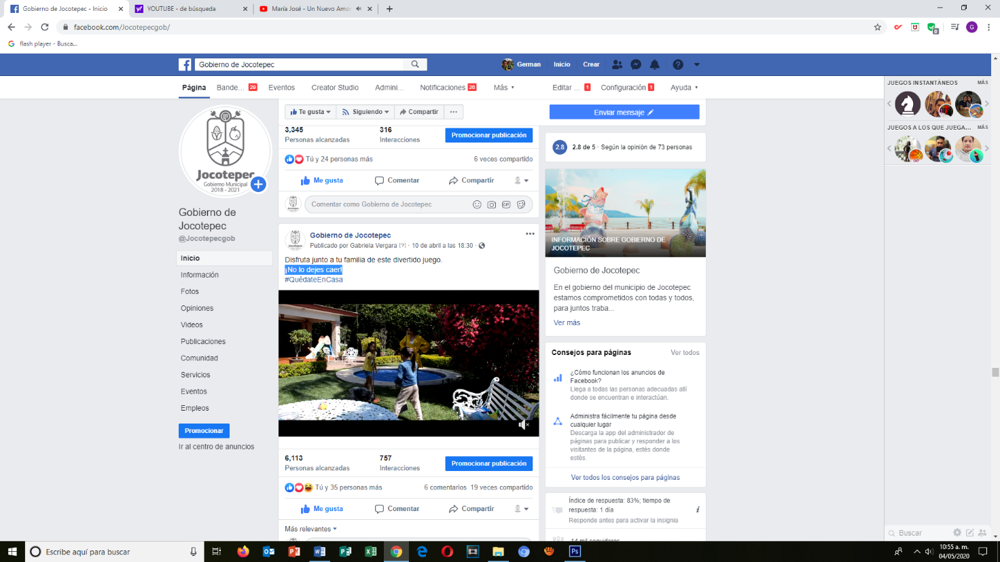 Gobierno de Jocotepec - Inicio
YOUTUBE - de búsqueda
María José - Un Nuevo Amor
facebook.com/Jocotepecgob/
G
0
flash player - Busca...
Gobierno de Jocotepec
German
Inicio
Crear
Página
Bande... 29
Eventos
Creator Studio
Admini...
Notificaciones 26
Más
Editar ... 1
Configuración 1
Ayuda
JUEGOS INSTANTÁNEOS MÁS
JUEGOS A LOS QUE JUEGA... MÁS
Jocotepec
Gobierno Municipal
2018 - 2021
Gobierno de
Jocotepec
@Jocotepecgob
Inicio
Información
Fotos
Opiniones
Videos
Publicaciones
Comunidad
Servicios
Eventos
Empleos
Promocionar
Ir al centro de anuncios
Te gusta
Siguiendo
Compartir
3,345
Personas alcanzadas
316
Interacciones
Promocionar publicación
Tú y 24 personas más
6 veces compartido
Me gusta
Comentar
Compartir
Comentar como Gobierno de Jocotepec
GIF
Gobierno de Jocotepec
Publicado por Gabriela Vergara [?] · 10 de abril a las 18:30 ·
Disfruta junto a tu familia de este divertido juego.
¡No lo dejes caer!
#QuédateEnCasa
6,113
Personas alcanzadas
757
Interacciones
Promocionar publicación
Tú y 35 personas más
6 comentarios 19 veces compartido
Me gusta
Comentar
Compartir
Más relevantes
Enviar mensaje
2.8
2.8 de 5 · Según la opinión de 73 personas
INFORMACIÓN SOBRE GOBIERNO DE
JOCOTEPEC
Gobierno de Jocotepec
En el gobierno del municipio de Jocotepec
estamos comprometidos con todas y todos,
para juntos traba...
Ver más
Consejos para páginas
Ver todos
¿Cómo funcionan los anuncios de
Facebook?
Llega a todas las personas adecuadas allí
donde se encuentran e interactúan.
Administra fácilmente tu página desde
cualquier lugar
Descarga la app del administrador de
páginas para publicar y responder a los
visitantes de la página, estés donde
estés.
Ver todos los consejos para páginas
Índice de respuesta: 83%; tiempo de
respuesta: 1 día
Responde antes para activar la insignia
14 mil seguidores
Buscar
Escribe aquí para buscar
Ps
10:55 a. m.
04/05/2020